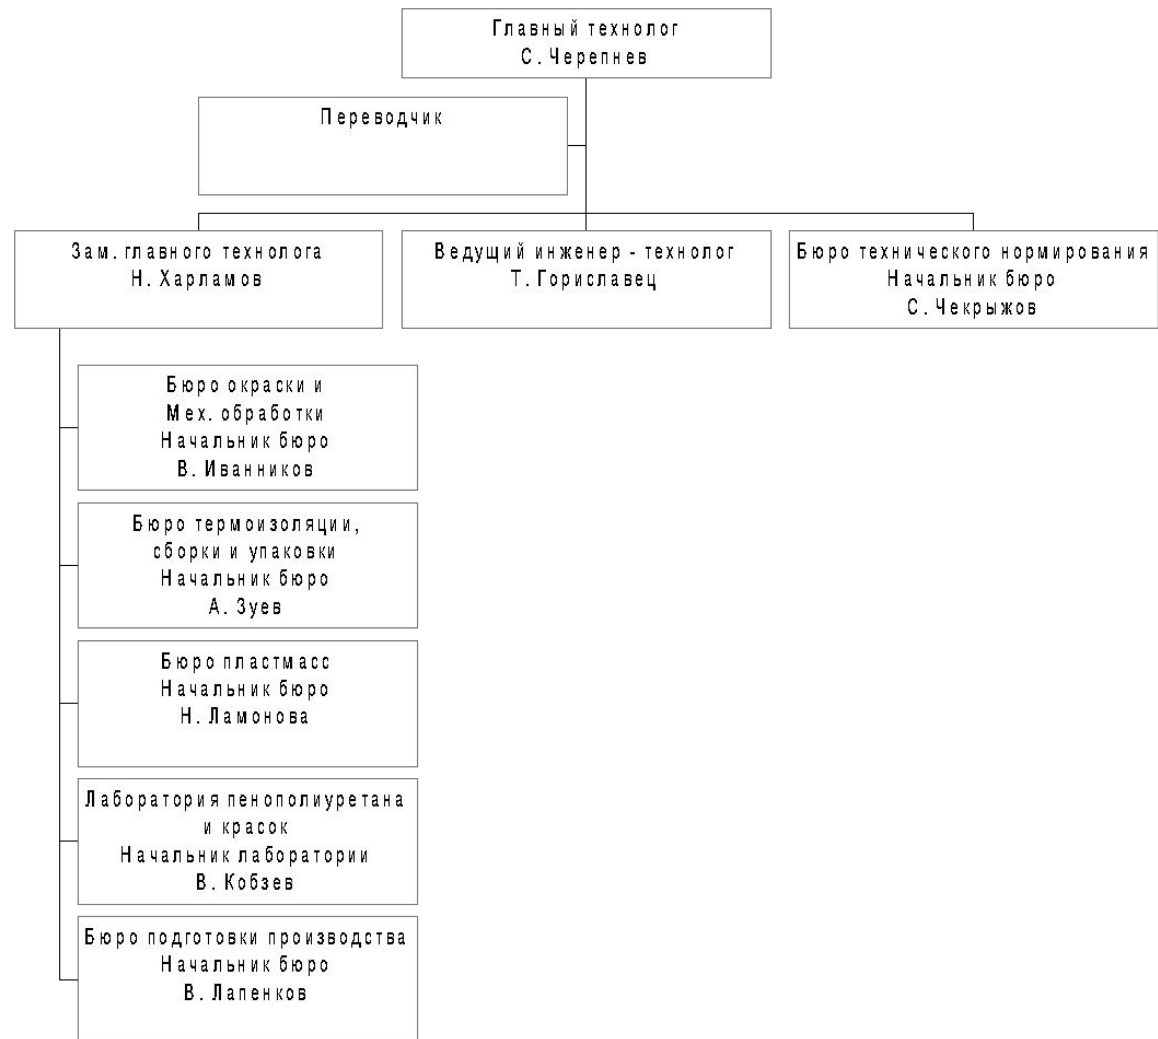 Главный технолог
С. Черепнев
Переводчик
Зам. главного технолога
Н. Харламов
Ведущий инженер - технолог
Т. Гориславец
Бюро технического нормирования
Начальник бюро
С. Чекрыжов
Бюро окраски и
Мех. обработки
Начальник бюро
В. Иванников
Бюро термоизоляции,
сборки и упаковки
Начальник бюро
А. Зуев
Бюро пластмасс
Начальник бюро
Н. Ламонова
Лаборатория пенополиуретана
и красок
Начальник лаборатории
В. Кобзев
Бюро подготовки производства
Начальник бюро
В. Лапенков